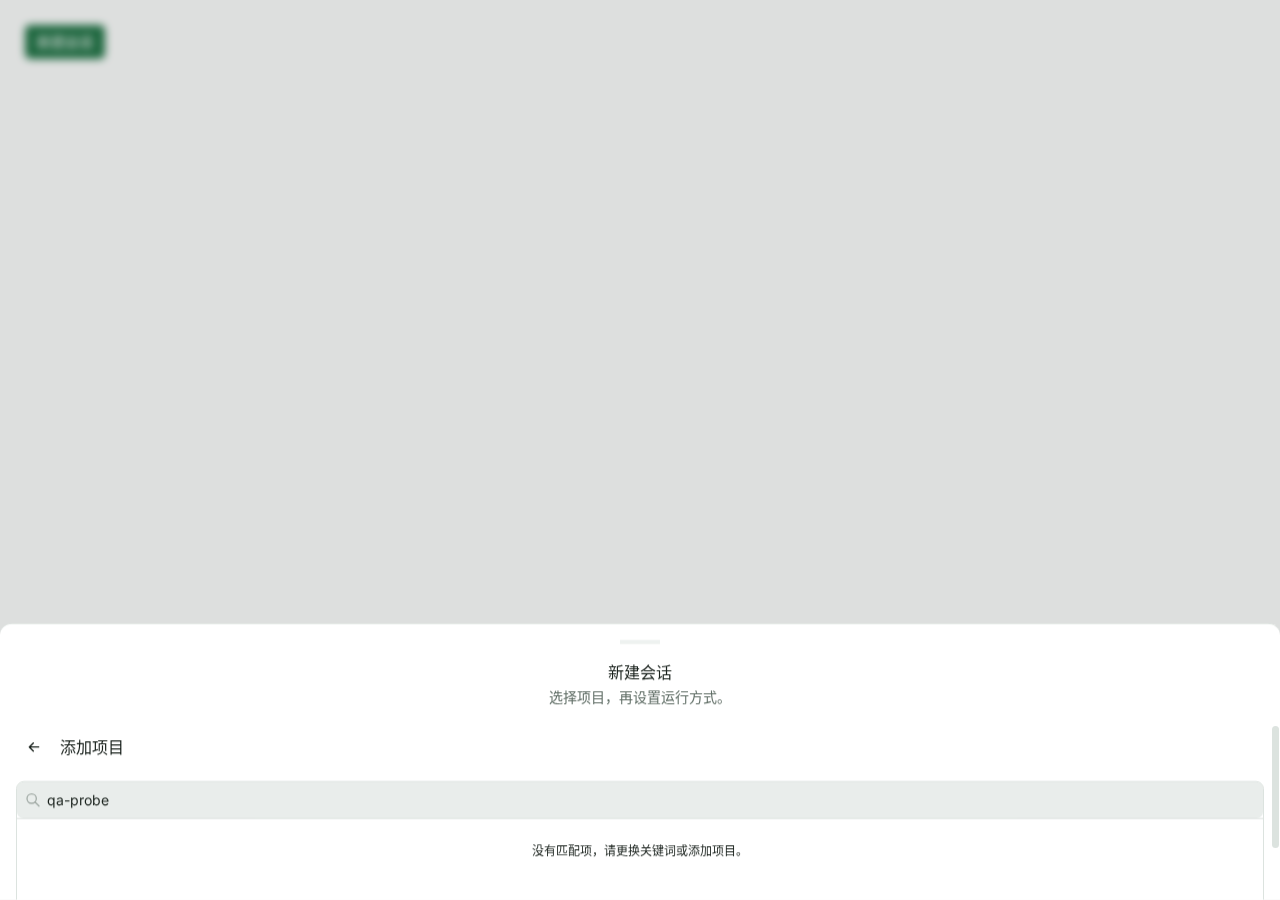 新建会话
选择项目，再设置运行方式。
添加项目
qa-probe
没有匹配项，请更换关键词或添加项目。